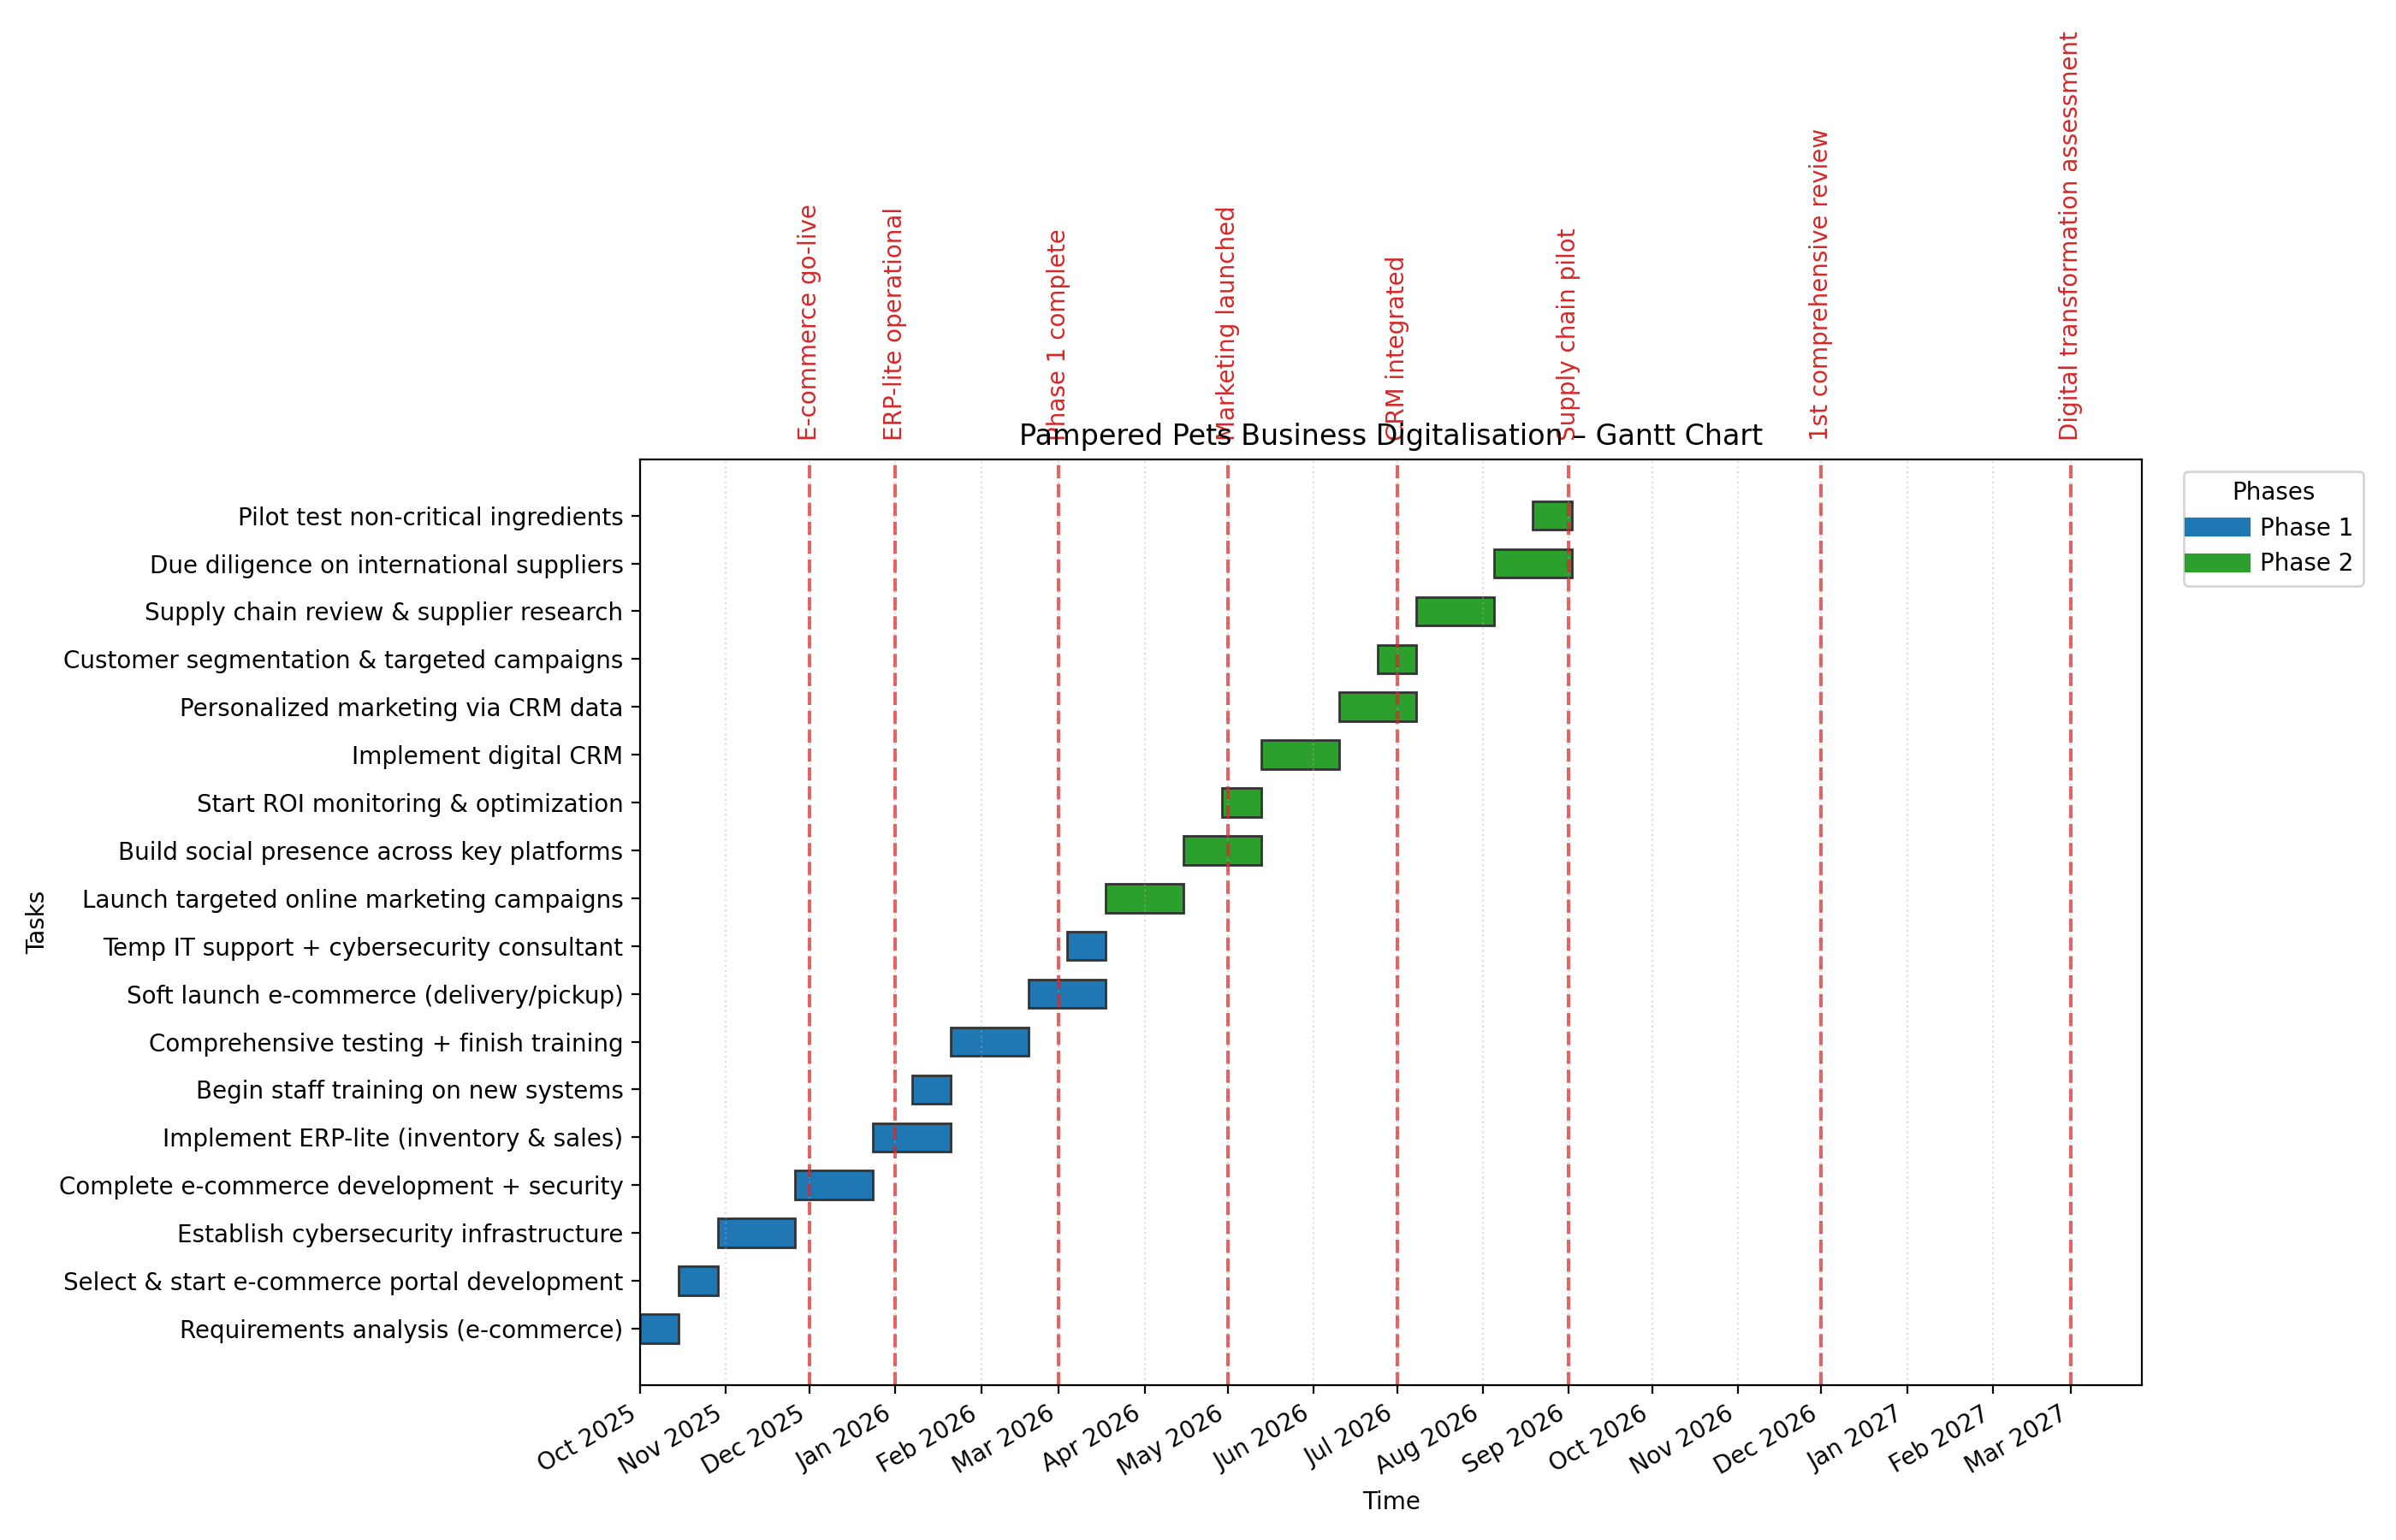 E-commerce go-live
ERP-lite operational
Phase 1 complete
Marketing launched
CRM integrated
Supply chain pilot
1st comprehensive review
Digital transformation assessment
Pampered Pets Business Digitalisation – Gantt Chart
Phases
Phase 1
Phase 2
Tasks
Pilot test non-critical ingredients
Due diligence on international suppliers
Supply chain review & supplier research
Customer segmentation & targeted campaigns
Personalized marketing via CRM data
Implement digital CRM
Start ROI monitoring & optimization
Build social presence across key platforms
Launch targeted online marketing campaigns
Temp IT support + cybersecurity consultant
Soft launch e-commerce (delivery/pickup)
Comprehensive testing + finish training
Begin staff training on new systems
Implement ERP-lite (inventory & sales)
Complete e-commerce development + security
Establish cybersecurity infrastructure
Select & start e-commerce portal development
Requirements analysis (e-commerce)
Oct 2025
Nov 2025
Dec 2025
Jan 2026
Feb 2026
Mar 2026
Apr 2026
May 2026
Jun 2026
Jul 2026
Aug 2026
Sep 2026
Oct 2026
Nov 2026
Dec 2026
Jan 2027
Feb 2027
Mar 2027
Time